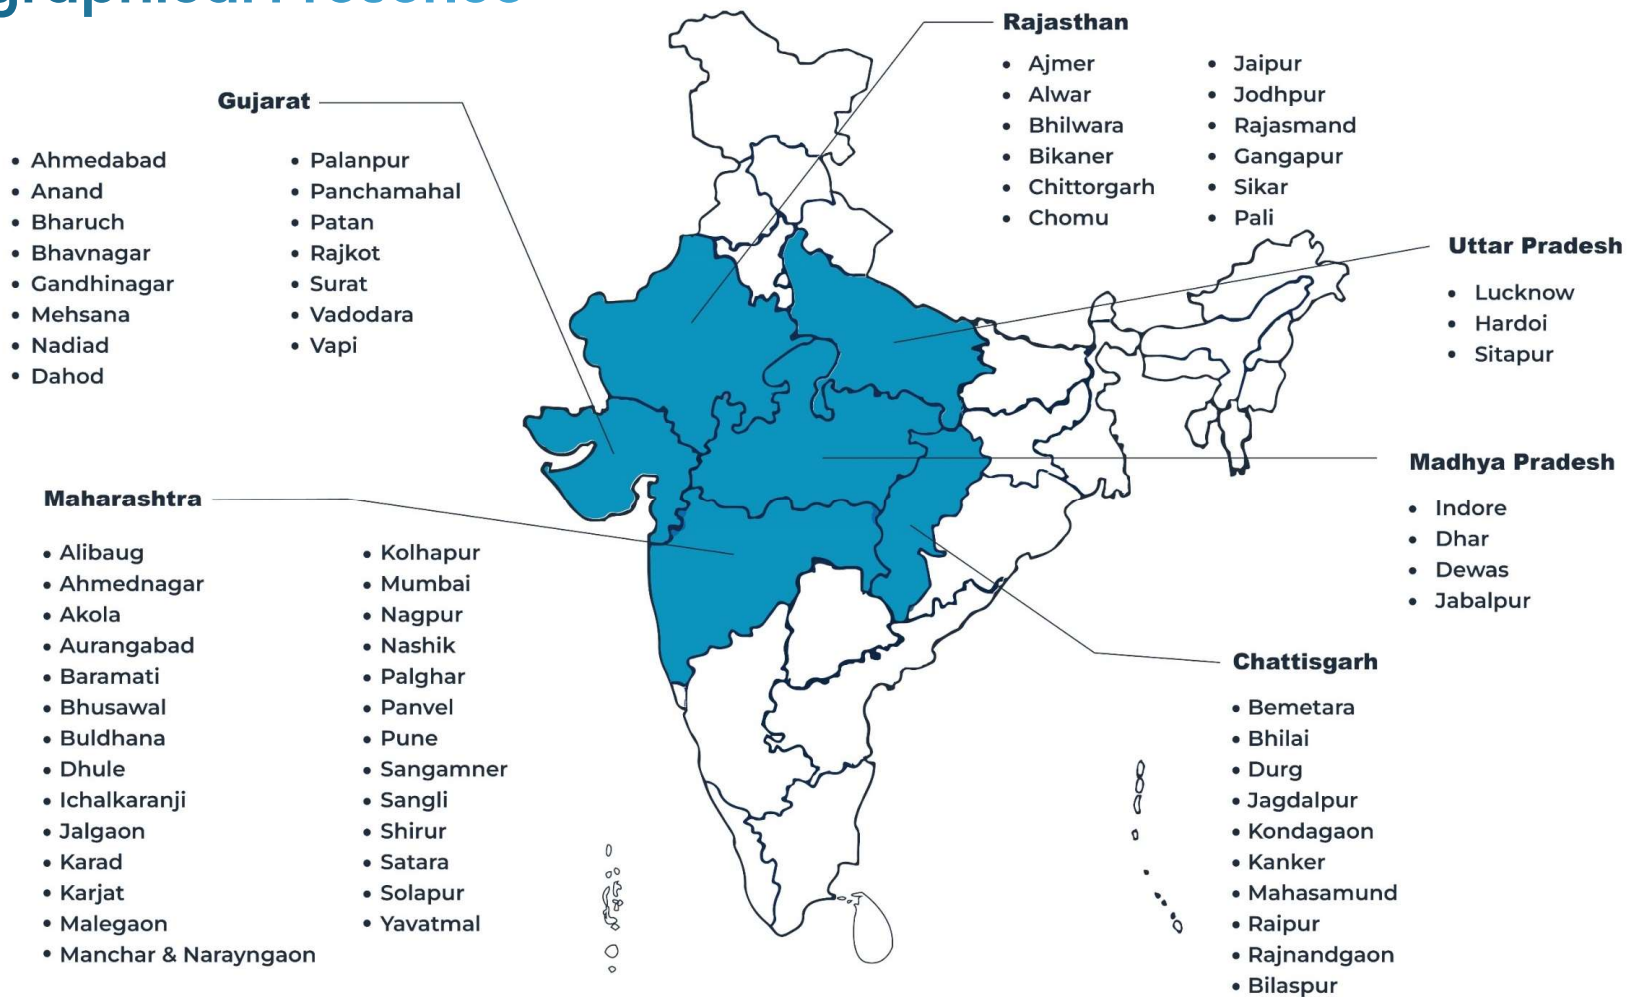 graphical Presence
Gujarat
• Ahmedabad
• Anand
• Bharuch
• Bhavnagar
• Gandhinagar
• Mehsana
• Nadiad
• Dahod
• Palanpur
• Panchamahal
• Patan
• Rajkot
• Surat
• Vadodara
• Vapi
Rajasthan
• Ajmer
• Alwar
• Bhilwara
• Bikaner
• Chittorgarh
• Chomu
• Jaipur
• Jodhpur
• Rajasmand
• Gangapur
• Sikar
• Pali
Uttar Pradesh
• Lucknow
• Hardoi
• Sitapur
Maharashtra
• Alibaug
• Ahmednagar
• Akola
• Aurangabad
• Baramati
• Bhusawal
• Buldhana
• Dhule
• Ichalkaranji
• Jalgaon
• Karad
• Karjat
• Malegaon
• Manchar & Narayngaon
• Kolhapur
• Mumbai
• Nagpur
• Nashik
• Palghar
• Panvel
• Pune
• Sangamner
• Sangli
• Shirur
• Satara
• Solapur
• Yavatmal
Madhya Pradesh
• Indore
• Dhar
• Dewas
• Jabalpur
Chattisgarh
• Bemetara
• Bhilai
• Durg
• Jagdalpur
• Kondagaon
• Kanker
• Mahasamund
• Raipur
• Rajnandgaon
• Bilaspur